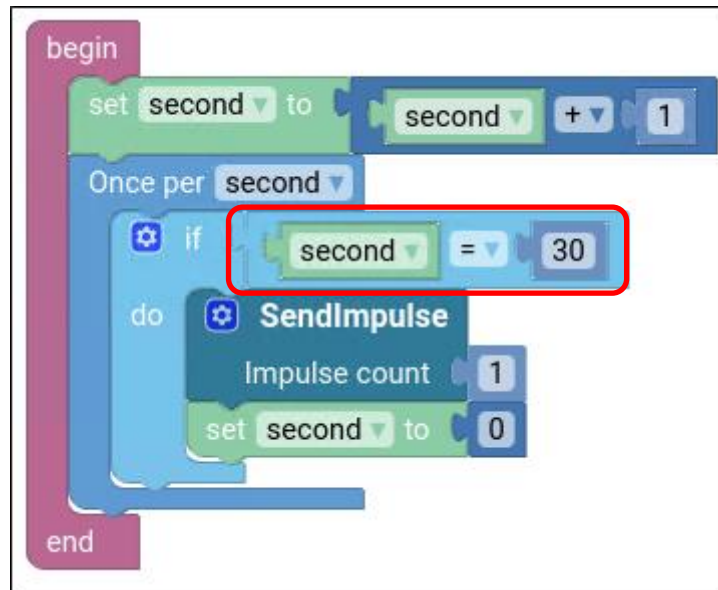 begin
set second to second + 1
Once per second
if second = 30
do SendImpulse
Impulse count 1
set second to 0
end